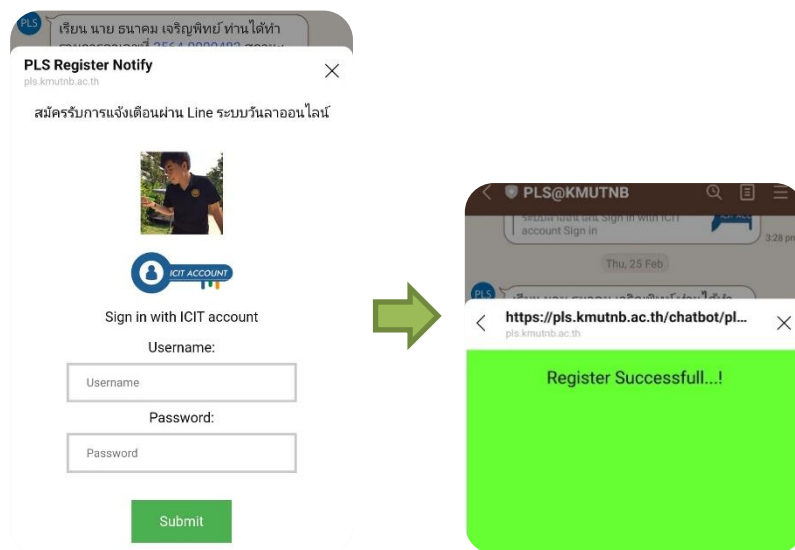 PLS
เรียน นาย ธนาคม เจริญพิทย์ ท่านได้ทำ
PLS Register Notify
pls.kmutnb.ac.th
สมัครรับการแจ้งเตือนผ่าน Line ระบบวันลาออนไลน์
ICIT ACCOUNT
Sign in with ICIT account
Username:
Username
Password:
Password
Submit
PLS@KMUTNB
account Sign in
3:28 pm
Thu, 25 Feb
PLS
https://pls.kmutnb.ac.th/chatbot/pl...
pls.kmutnb.ac.th
Register Successfull...!